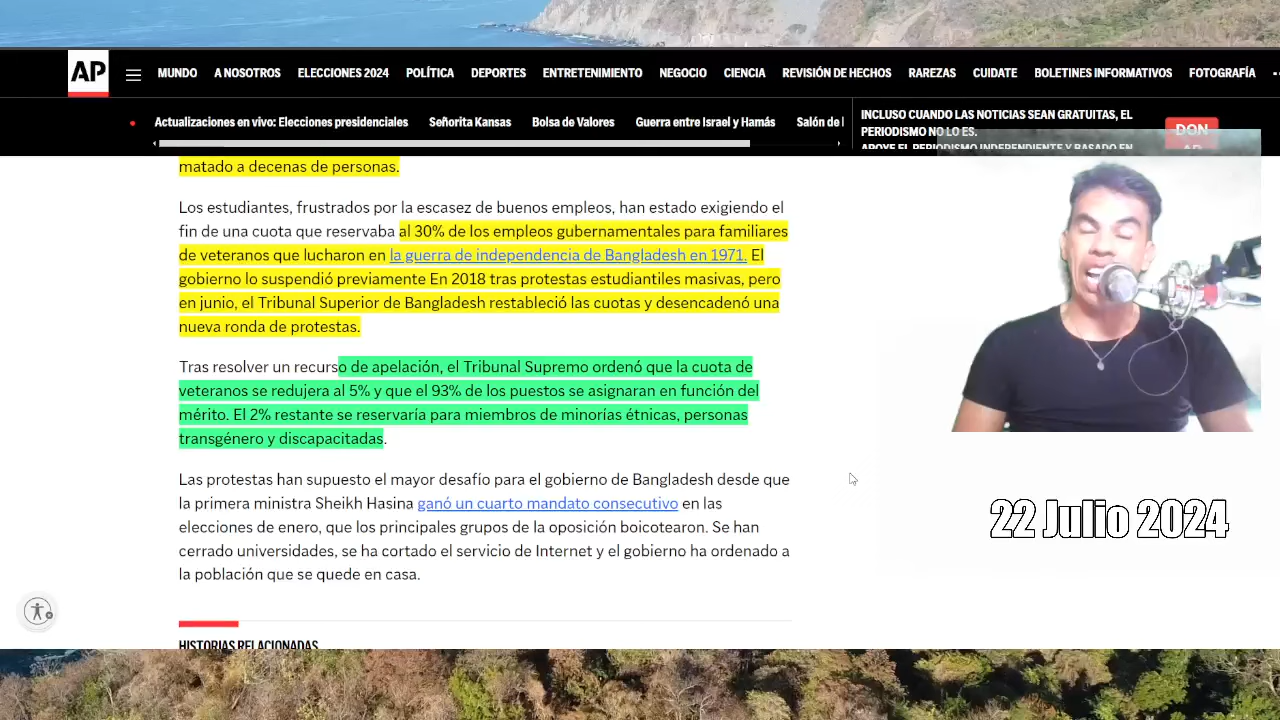 AP
MUNDO A NOSOTROS ELECCIONES 2024 POLÍTICA DEPORTES ENTRETENIMIENTO NEGOCIO CIENCIA REVISIÓN DE HECHOS RAREZAS CUIDATE BOLETINES INFORMATIVOS FOTOGRAFÍA
Actualizaciones en vivo: Elecciones presidenciales Señorita Kansas Bolsa de Valores Guerra entre Israel y Hamás Salón de l
INCLUSO CUANDO LAS NOTICIAS SEAN GRATUITAS, EL
PERIODISMO NO LO ES.
APOYE EL PERIODISMO INDEPENDIENTE Y BASADO EN
DON
matado a decenas de personas.
Los estudiantes, frustrados por la escasez de buenos empleos, han estado exigiendo el
fin de una cuota que reservaba al 30% de los empleos gubernamentales para familiares
de veteranos que lucharon en la guerra de independencia de Bangladesh en 1971. El
gobierno lo suspendió previamente En 2018 tras protestas estudiantiles masivas, pero
en junio, el Tribunal Superior de Bangladesh restableció las cuotas y desencadenó una
nueva ronda de protestas.
Tras resolver un recurso de apelación, el Tribunal Supremo ordenó que la cuota de
veteranos se redujera al 5% y que el 93% de los puestos se asignaran en función del
mérito. El 2% restante se reservaría para miembros de minorías étnicas, personas
transgénero y discapacitadas.
Las protestas han supuesto el mayor desafío para el gobierno de Bangladesh desde que
la primera ministra Sheikh Hasina ganó un cuarto mandato consecutivo en las
elecciones de enero, que los principales grupos de la oposición boicotearon. Se han
cerrado universidades, se ha cortado el servicio de Internet y el gobierno ha ordenado a
la población que se quede en casa.
HISTORIAS RELACIONADAS
22 Julio 2024